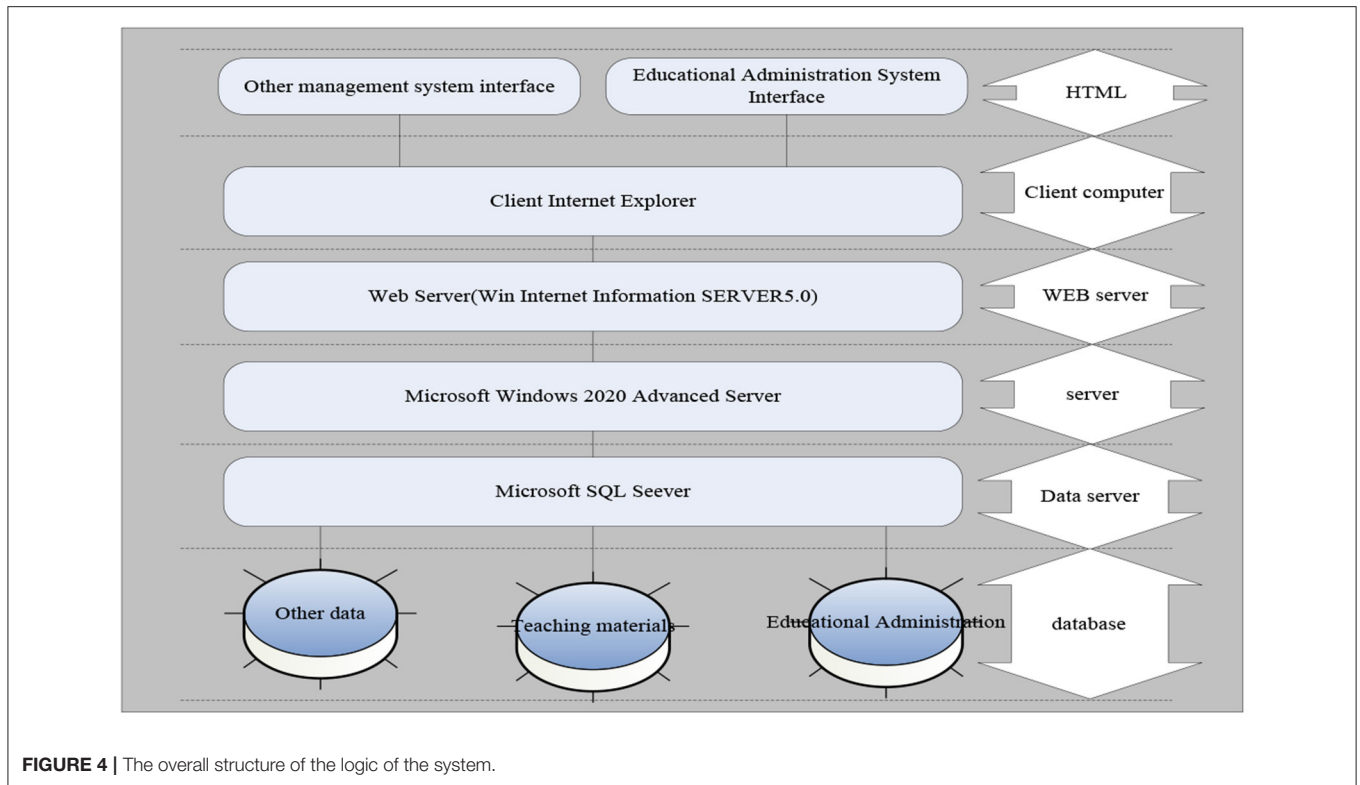 Other management system interface
Educational Administration System
Interface
HTML
Client Internet Explorer
Client computer
Web Server(Win Internet Information SERVER5.0)
WEB server
Microsoft Windows 2020 Advanced Server
server
Microsoft SQL Seever
Data server
Other data
Teaching materials
Educational Administration
database
FIGURE 4 | The overall structure of the logic of the system.